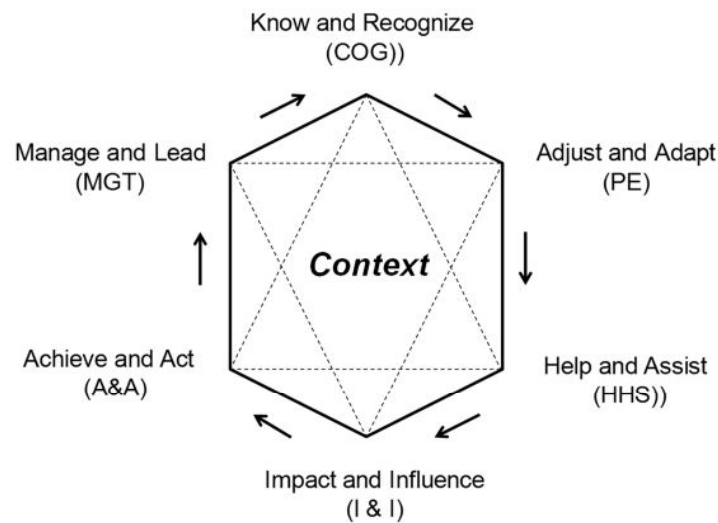 Know and Recognize
(COG))
Manage and Lead
(MGT)
Adjust and Adapt
(PE)
Context
Achieve and Act
(A&A)
Help and Assist
(HHS))
Impact and Influence
(I & I)